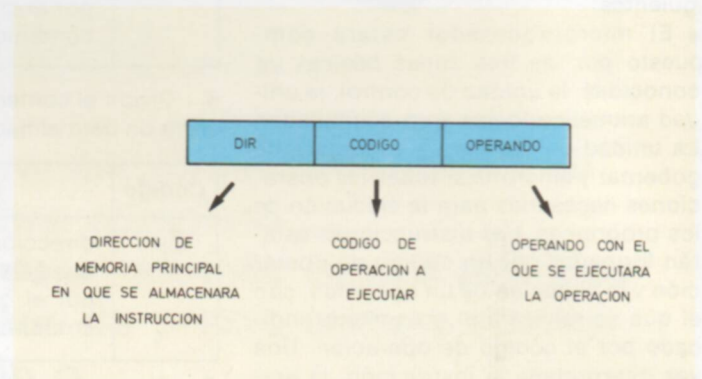 DIR
CODIGO
OPERANDO
DIRECCION DE
MEMORIA PRINCIPAL
EN QUE SE ALMACENARA
LA INSTRUCCION
CODIGO DE
OPERACION A
EJECUTAR
OPERANDO CON EL
QUE SE EJECUTARA
LA OPERACION